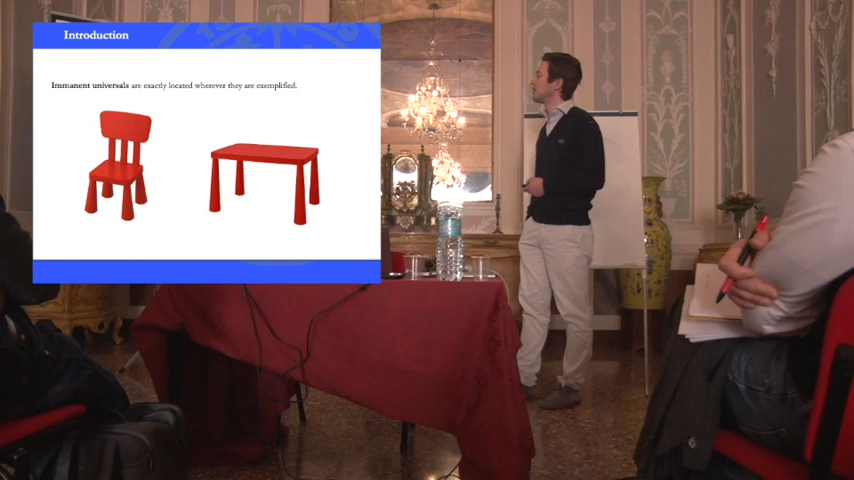 Introduction
Immanent universals are exactly located wherever they are exemplified.